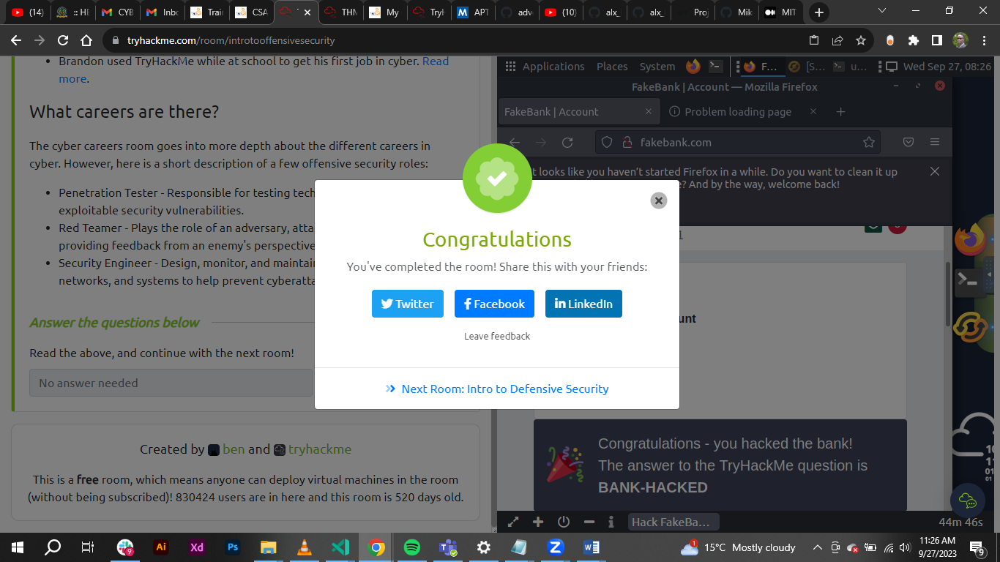 (14)
:: HE
CYB
Inbo
Trai
CSA
THM
My
TryH
APT
adve
(10)
alx_
alx_
Proj
Mik
MIT
tryhackme.com/room/introtooffensivesecurity
Brandon used TryHackMe while at school to get his first job in cyber. Read
more.
What careers are there?
The cyber careers room goes into more depth about the different careers in
cyber. However, here is a short description of a few offensive security roles:
Penetration Tester - Responsible for testing tech
exploitable security vulnerabilities.
Red Teamer - Plays the role of an adversary, atta
providing feedback from an enemy's perspective
Security Engineer - Design, monitor, and maintai
networks, and systems to help prevent cyberatta
Answer the questions below
Read the above, and continue with the next room!
No answer needed
Created by ben and tryhackme
This is a free room, which means anyone can deploy virtual machines in the room
(without being subscribed)! 830424 users are in here and this room is 520 days old.
Congratulations
You've completed the room! Share this with your friends:
Twitter
Facebook
LinkedIn
Leave feedback
Next Room: Intro to Defensive Security
Applications Places System F... [S... u... Wed Sep 27, 08:26
FakeBank | Account — Mozilla Firefox
FakeBank | Account
Problem loading page
fakebank.com
t looks like you haven't started Firefox in a while. Do you want to clean it up
e? And by the way, welcome back!
1
unt
Congratulations - you hacked the bank!
The answer to the TryHackMe question is
BANK-HACKED
10
11
01 01
Hack FakeBa...
44m 46s
9
Ai
Xd
Ps
1
15°C Mostly cloudy
11:26 AM
9/27/2023
9